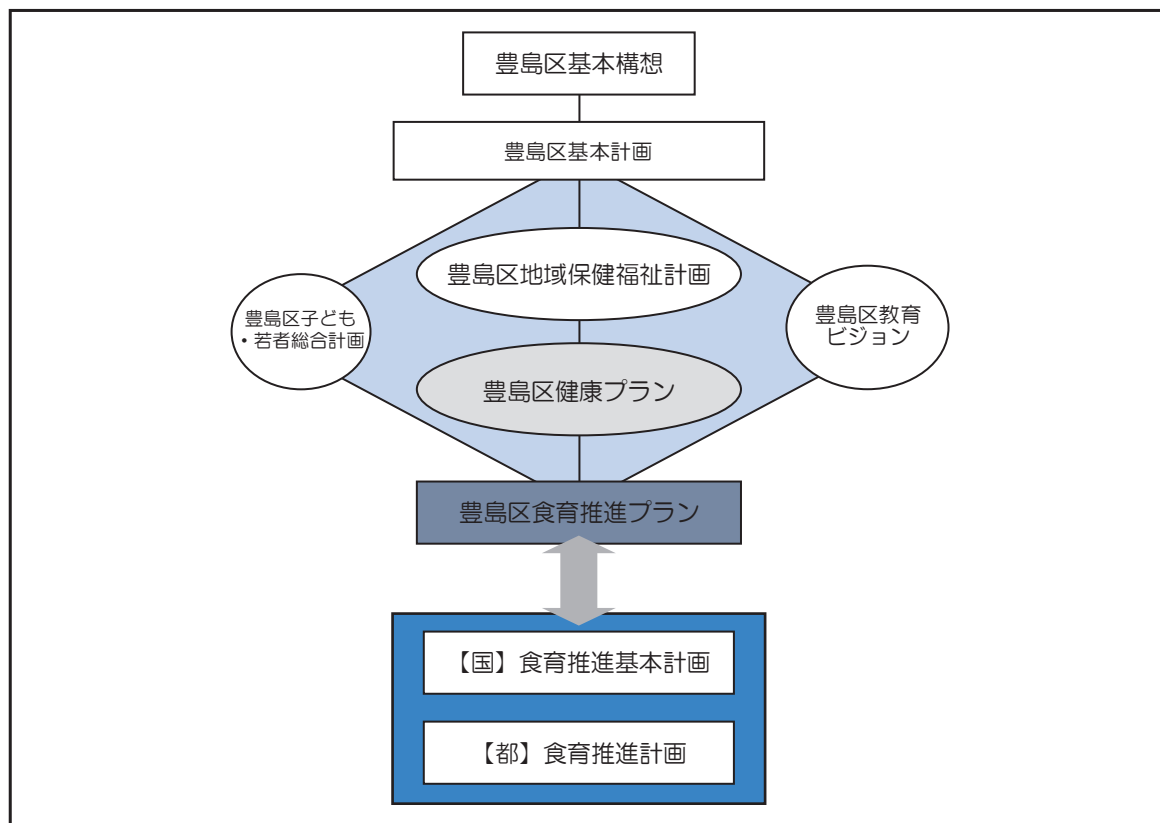 豊島区基本構想
豊島区基本計画
豊島区地域保健福祉計画
豊島区子ども
・若者総合計画
豊島区教育
ビジョン
豊島区健康プラン
豊島区食育推進プラン
【国】食育推進基本計画
【都】食育推進計画